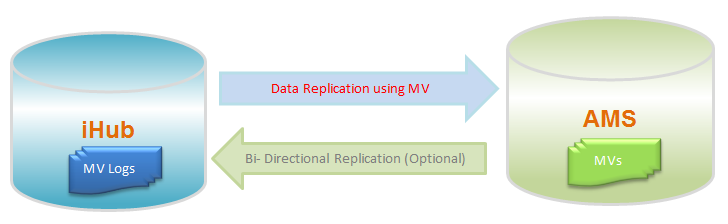 Data Replication using MV
iHub
AMS
Bi- Directional Replication (Optional)
MV Logs
MVs